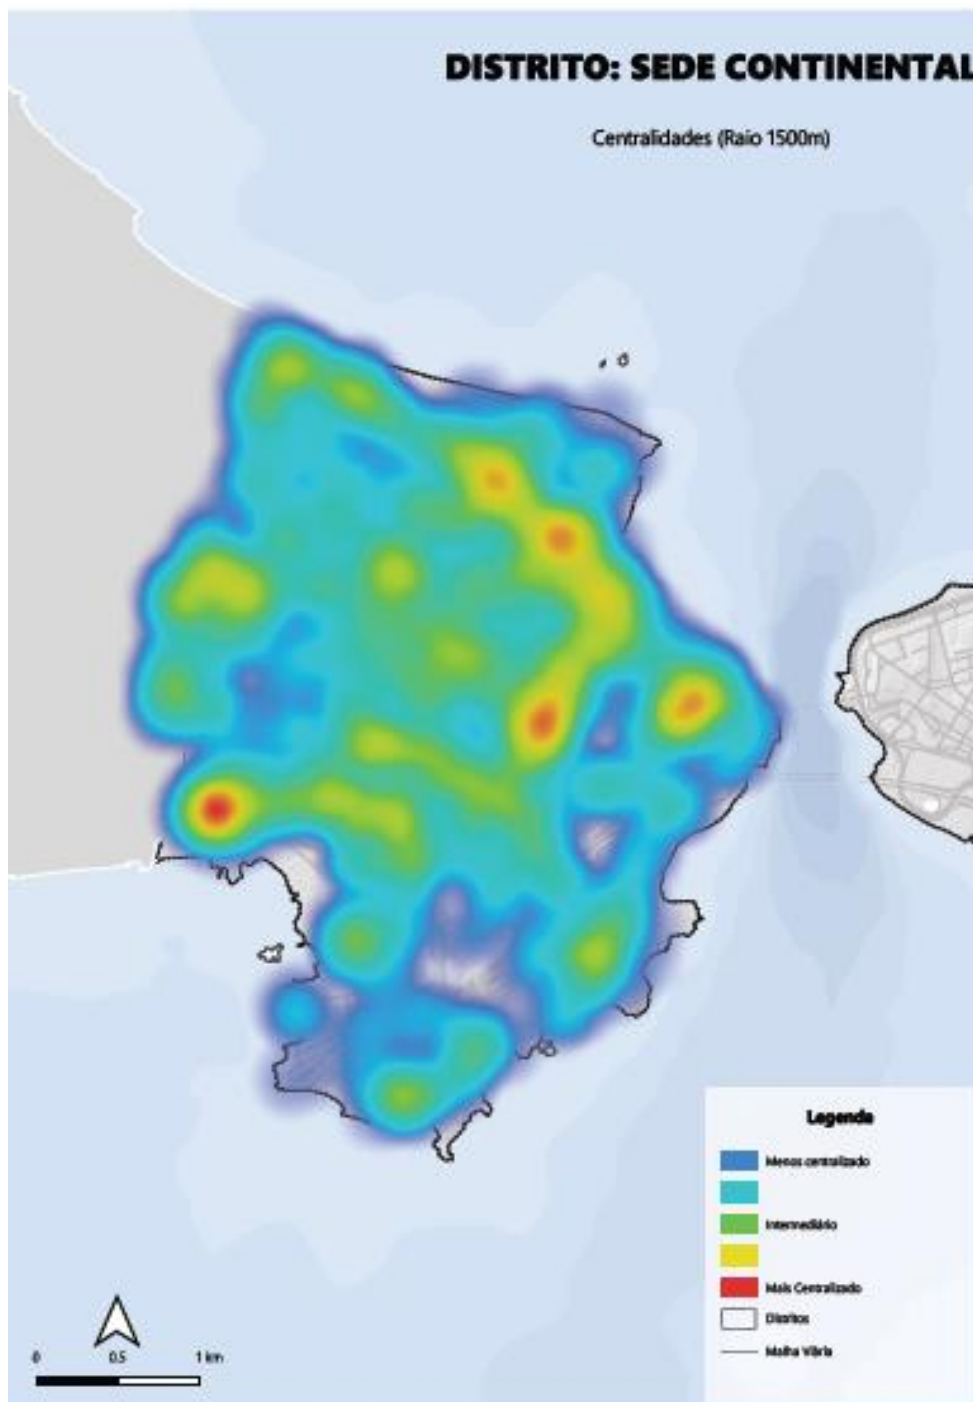 DISTRITO: SEDE CONTINENTAL
Centralidades (Raio 1500m)
Legenda
Menos centralizado
Intermediário
Mais Centralizado
Distritos
Malha Viária
0 0.5 1 km